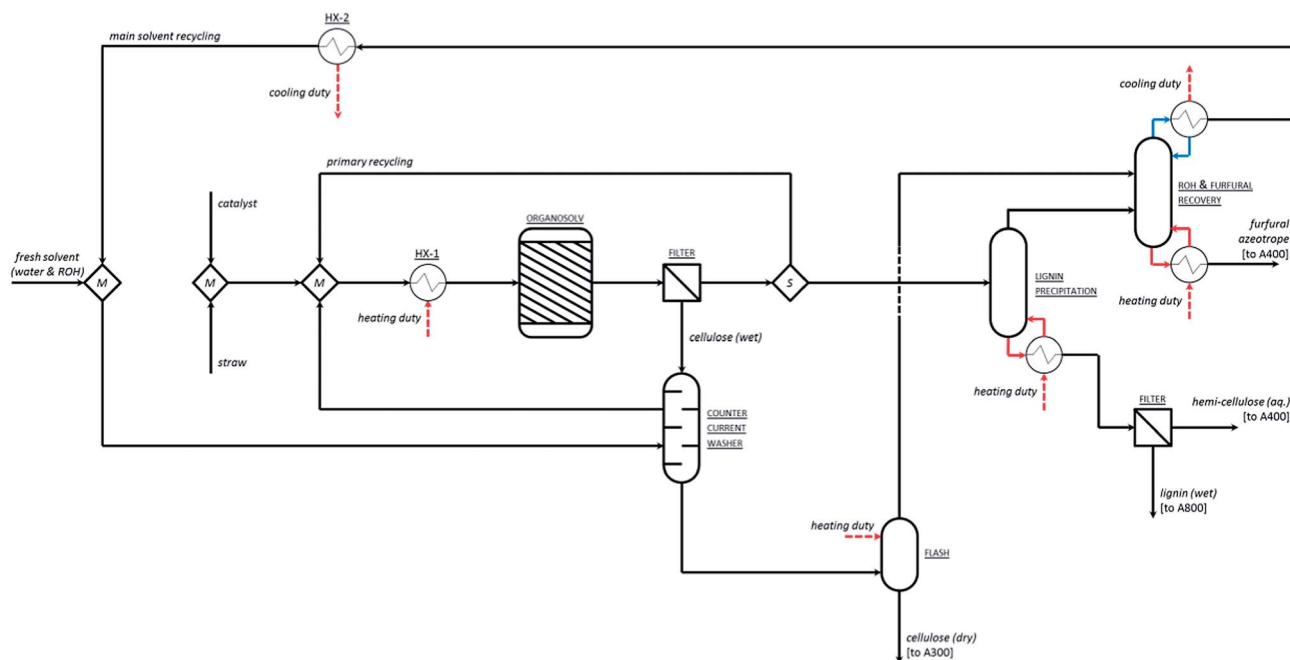 HX-2
main solvent recycling
cooling duty
cooling duty
primary recycling
catalyst
ORGANOSOLV
ROH & FURFURAL
RECOVERY
fresh solvent
(water & ROH)
M
M
M
HX-1
FILTER
S
LIGNIN
PRECIPITATION
furfural
azeotrope
[to A400]
heating duty
heating duty
straw
cellulose (wet)
heating duty
COUNTER
CURRENT
WASHER
FILTER
hemi-cellulose (aq.)
[to A400]
lignin (wet)
[to A800]
heating duty
FLASH
cellulose (dry)
[to A300]